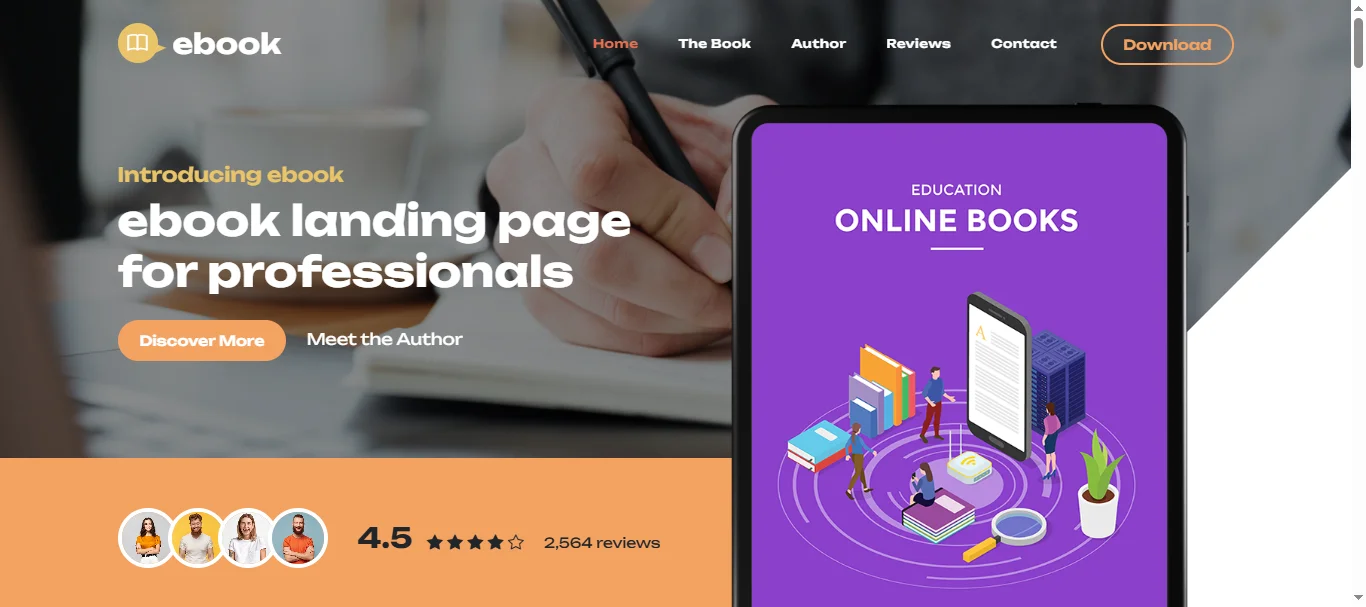 ebook
Home
The Book
Author
Reviews
Contact
Download
Introducing ebook
ebook landing page
for professionals
Discover More
Meet the Author
EDUCATION
ONLINE BOOKS
A
4.5
2,564 reviews